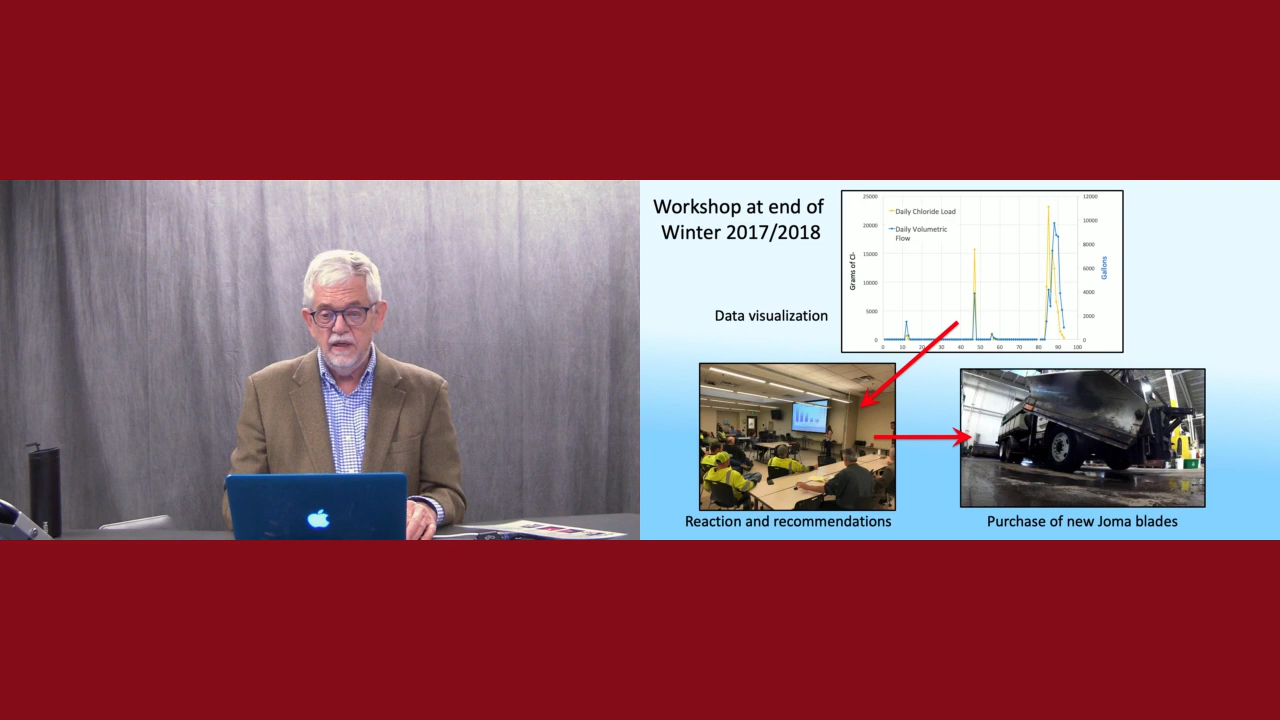 Workshop at end of
Winter 2017/2018
Data visualization
25000
20000
15000
10000
5000
0
Grams of Cl-
Daily Chloride Load
Daily Volumetric
Flow
12000
10000
8000
6000
4000
2000
0
Gallons
0 10 20 30 40 50 60 70 80 90 100
Reaction and recommendations
Purchase of new Joma blades